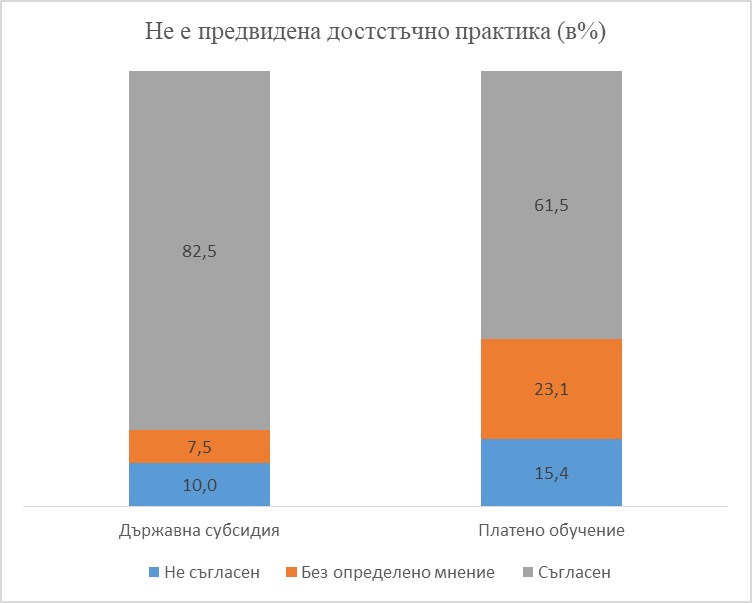 Не е предвидена достстъчно практика (в%)
82,5
61,5
23,1
7,5
10,0
15,4
Държавна субсидия
Платено обучение
Не съгласен
Без определено мнение
Съгласен